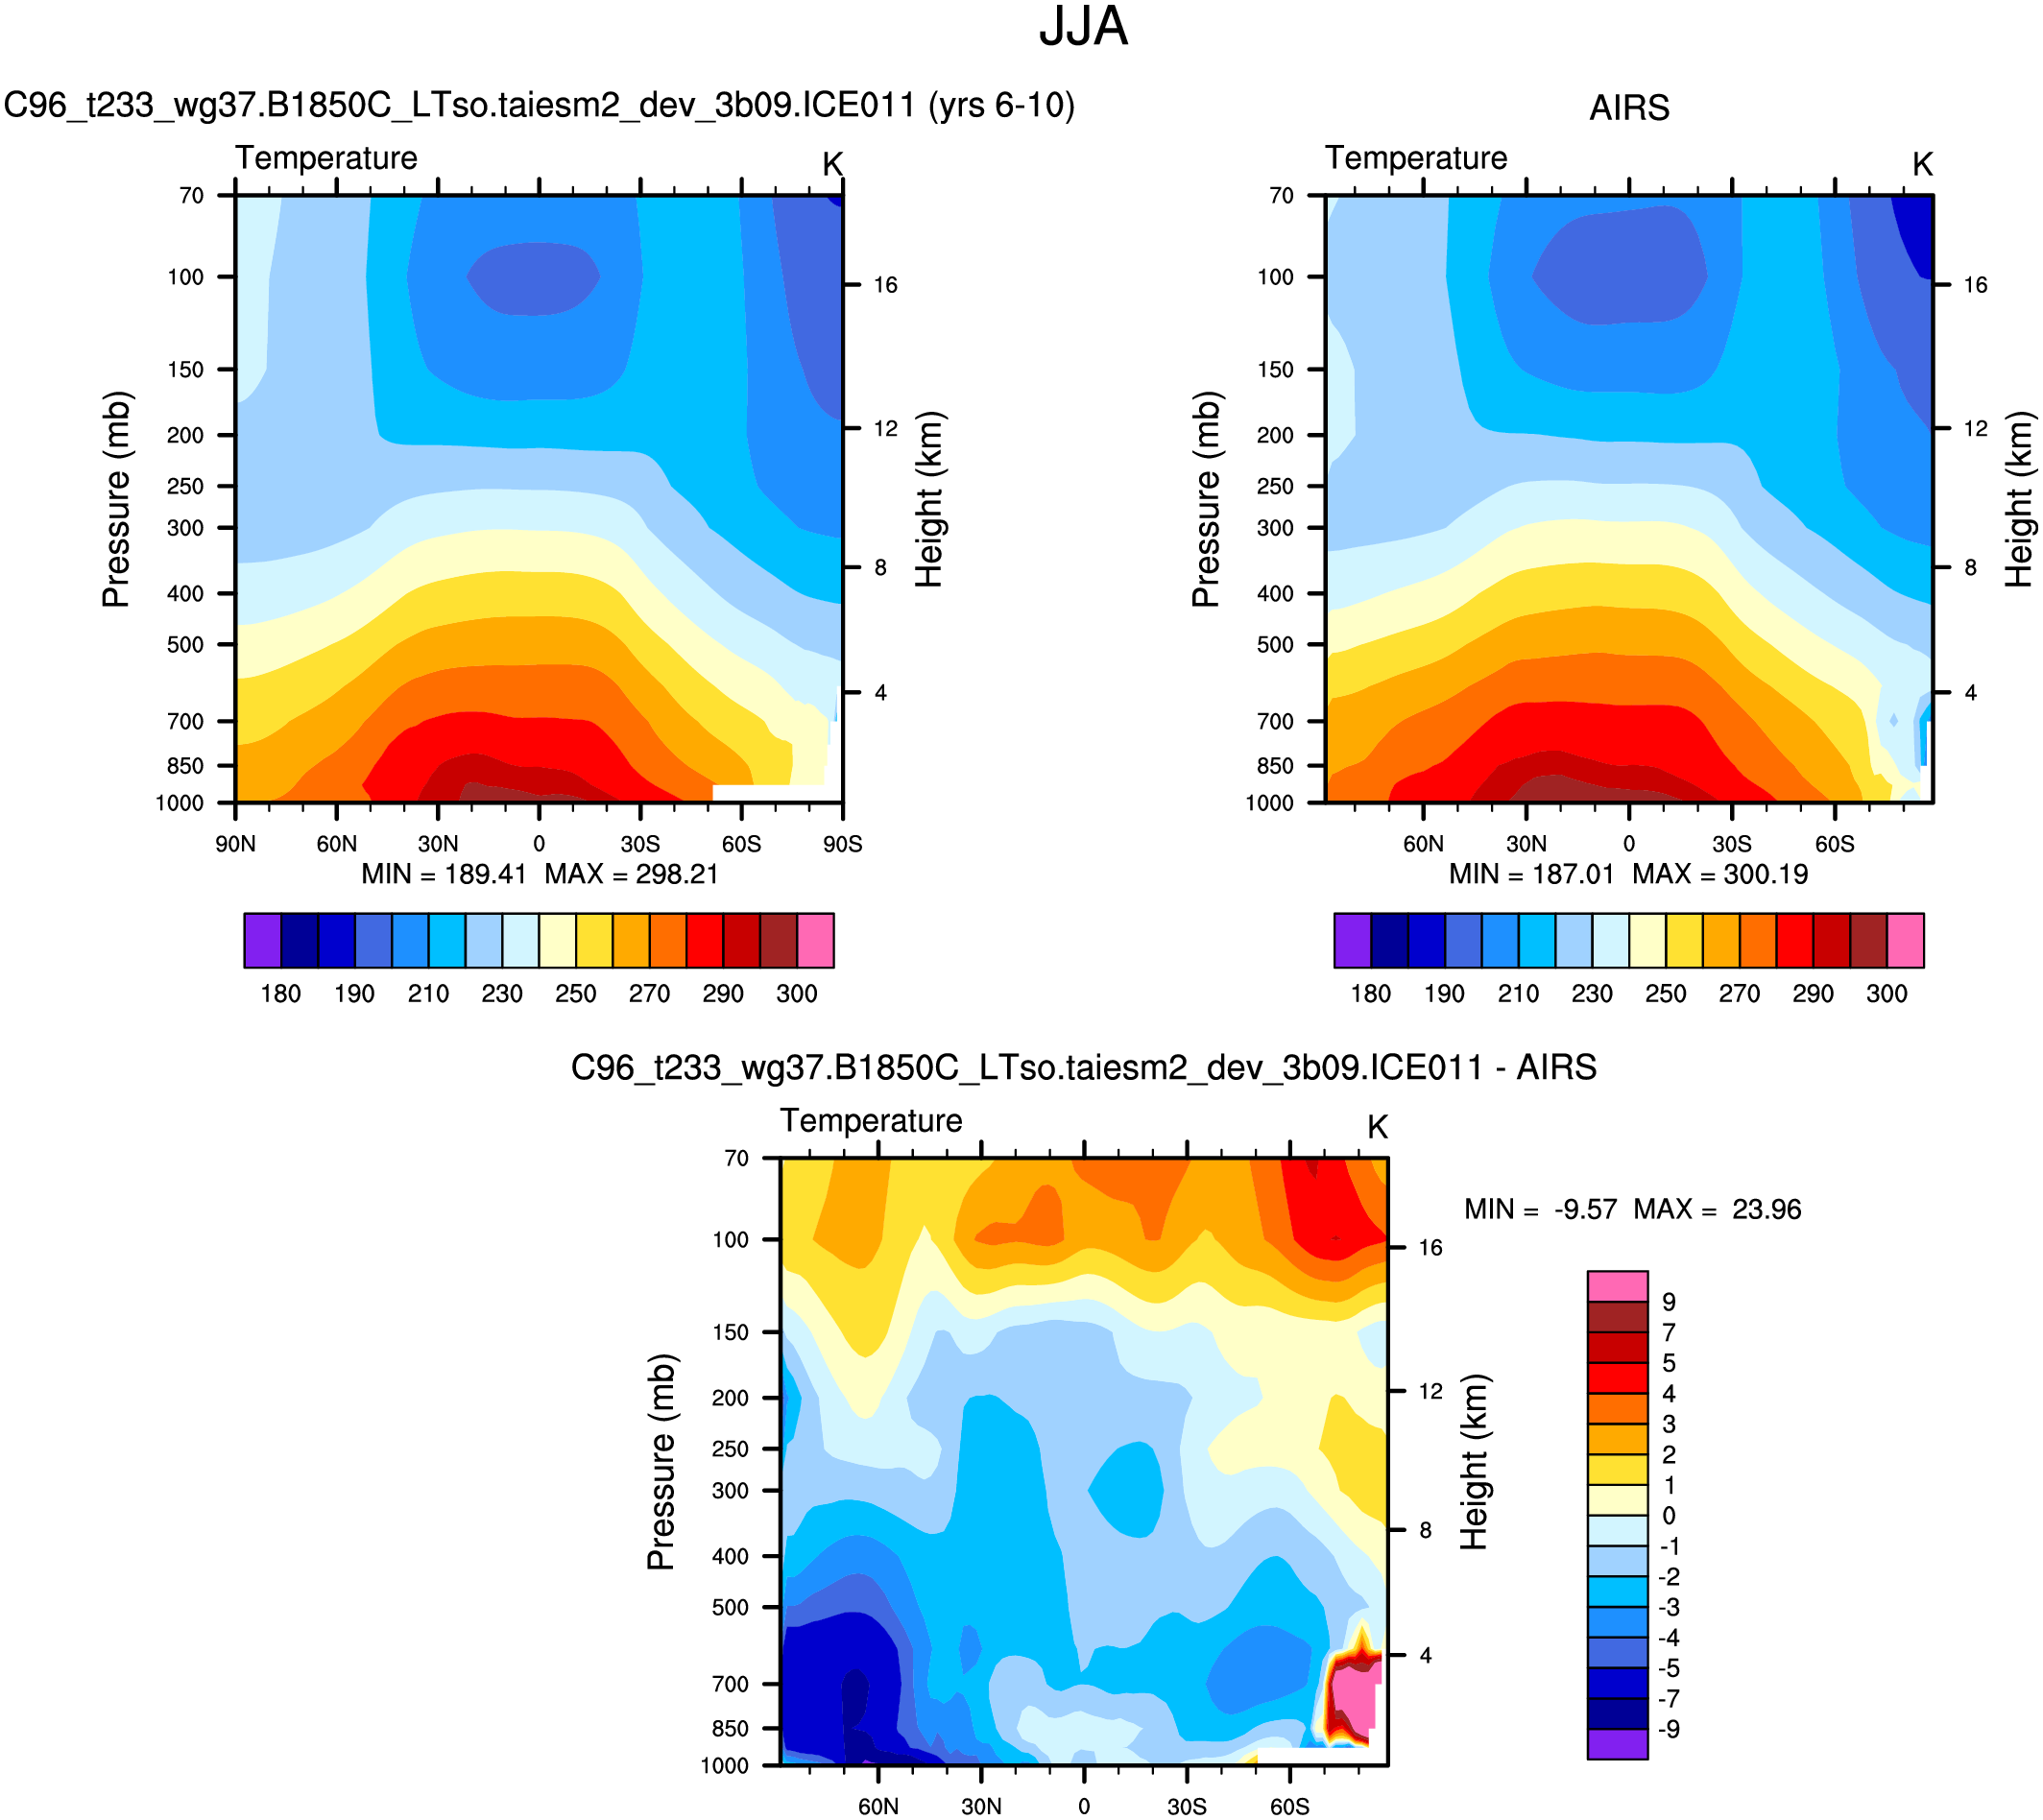 JJA
C96_t233_wg37.B1850C_LTso.taiesm2_dev_3b09.ICE011 (yrs 6-10)
Temperature K
70
100
150
200
250
300
400
500
700
850
1000
Pressure (mb)
16
12
8
4
Height (km)
90N 60N 30N 0 30S 60S 90S
MIN = 189.41 MAX = 298.21
180 190 210 230 250 270 290 300
AIRS
Temperature K
70
100
150
200
250
300
400
500
700
850
1000
Pressure (mb)
16
12
8
4
Height (km)
60N 30N 0 30S 60S
MIN = 187.01 MAX = 300.19
180 190 210 230 250 270 290 300
C96_t233_wg37.B1850C_LTso.taiesm2_dev_3b09.ICE011 - AIRS
Temperature K
70
100
150
200
250
300
400
500
700
850
1000
Pressure (mb)
16
12
8
4
Height (km)
60N 30N 0 30S 60S
MIN = -9.57 MAX = 23.96
9
7
5
4
3
2
1
0
-1
-2
-3
-4
-5
-7
-9